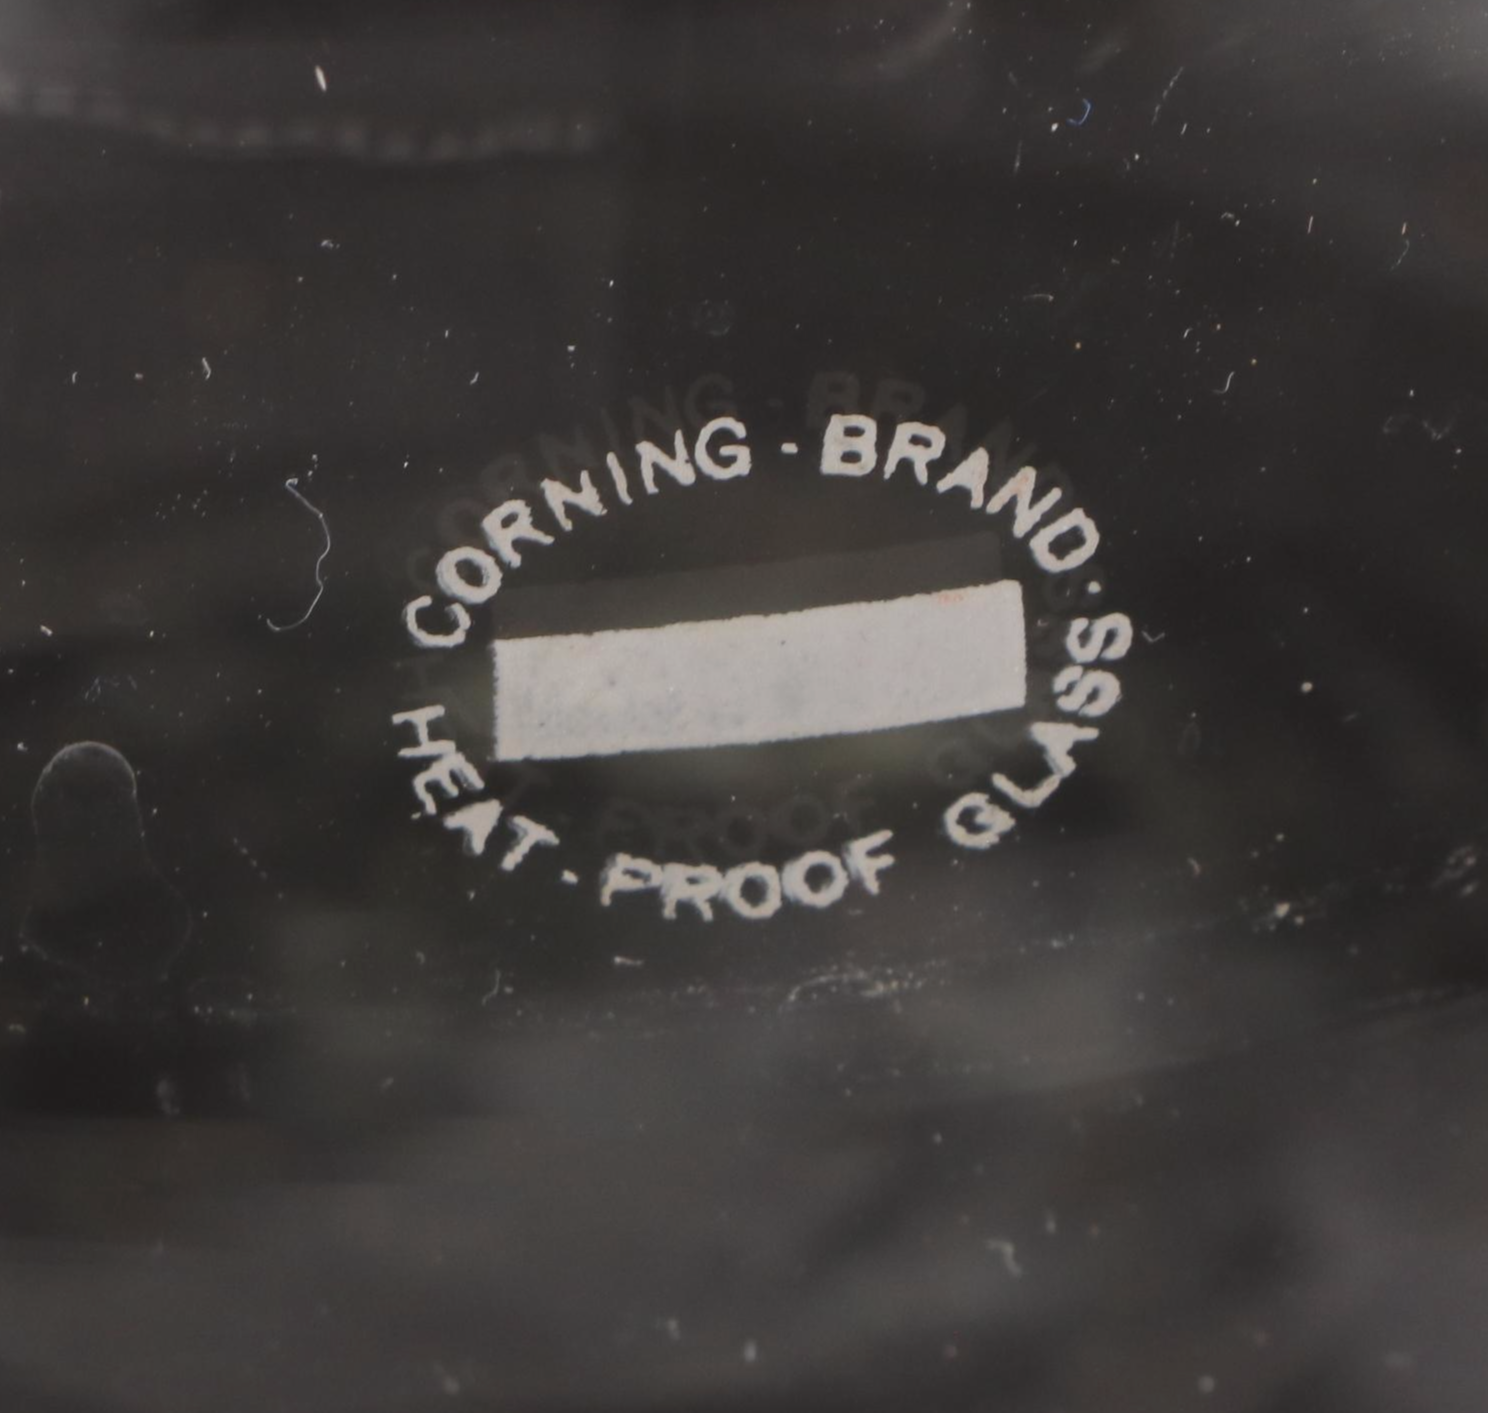 CORNING - BRAND ·
HEAT - PROOF GLASS